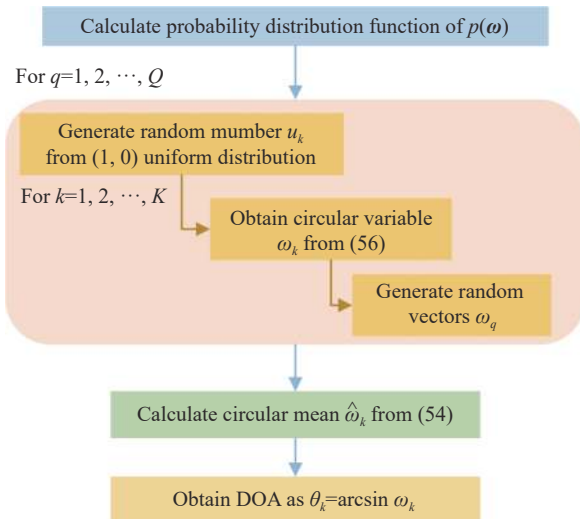 Calculate probability distribution function of p(ω)
For q=1, 2, ···, Q
Generate random mumber u_k
from (1, 0) uniform distribution
For k=1, 2, ···, K
Obtain circular variable
ω_k from (56)
Generate random
vectors ω_q
Calculate circular mean ω̂_k from (54)
Obtain DOA as θ_k=arcsin ω_k